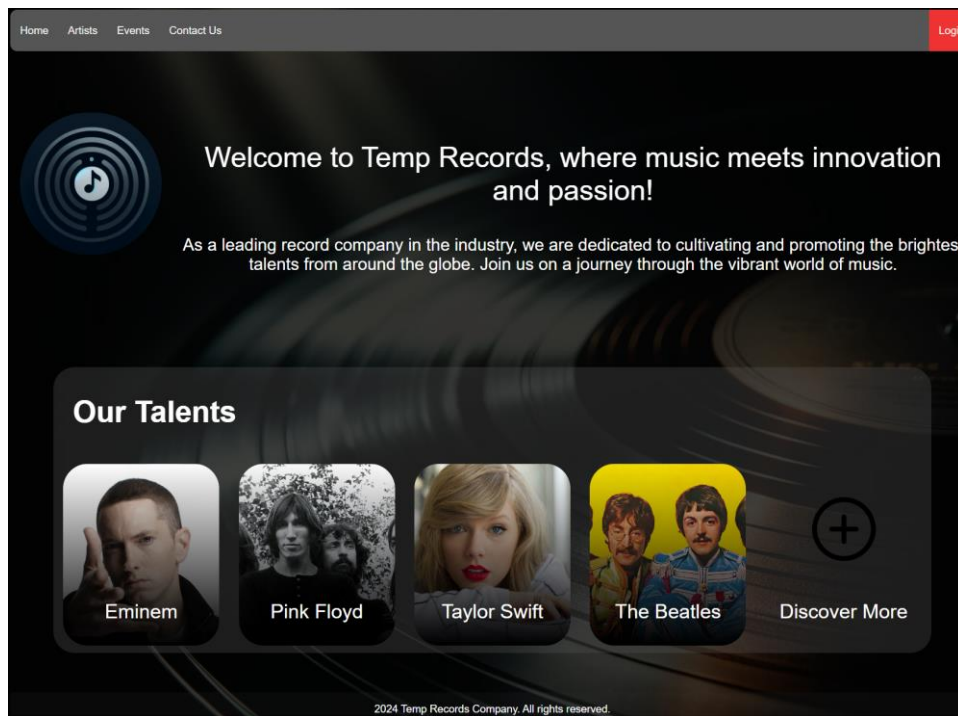 Home Artists Events Contact Us
Welcome to Temp Records, where music meets innovation
and passion!
As a leading record company in the industry, we are dedicated to cultivating and promoting the
talents from around the globe. Join us on a journey through the vibrant world of music.
Our Talents
Eminem Pink Floyd Taylor Swift The Beatles Discover More
2024 Temp Records Company. All rights reserved.